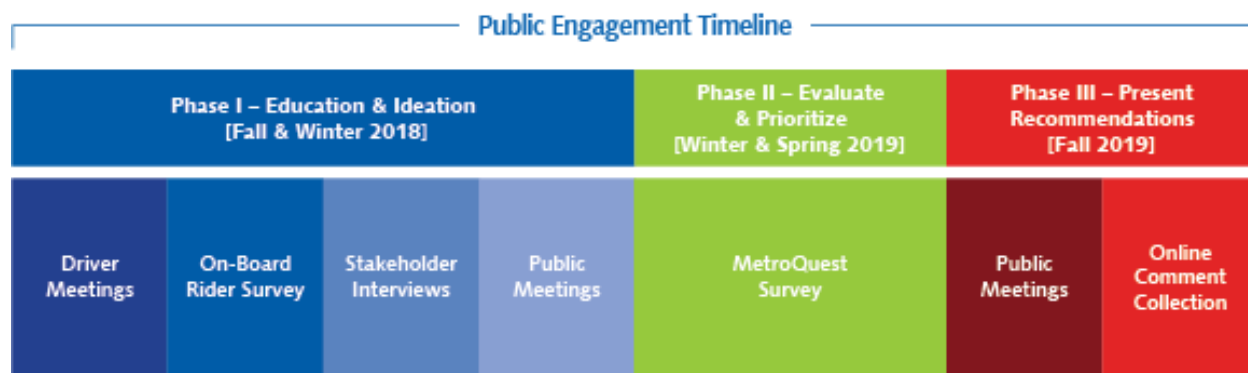 Public Engagement Timeline
Phase I – Education & Ideation
[Fall & Winter 2018]
Phase II – Evaluate
& Prioritize
[Winter & Spring 2019]
Phase III – Present
Recommendations
[Fall 2019]
Driver
Meetings
On-Board
Rider Survey
Stakeholder
Interviews
Public
Meetings
MetroQuest
Survey
Public
Meetings
Online
Comment
Collection